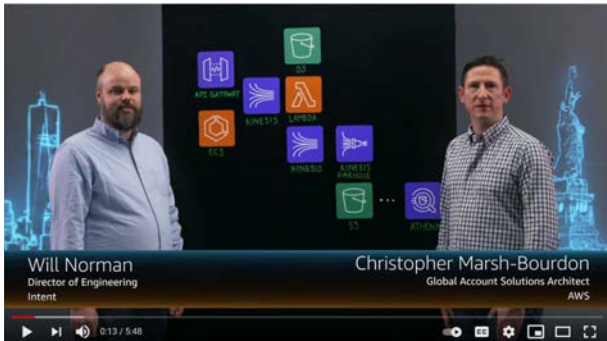 S3
API GATEWAY
KINESIS
LAMBDA
ECS
KINESIS
KINESIS
FIREHOSE
S3
ATHENA
Will Norman
Director of Engineering
Intent
Christopher Marsh-Bourdon
Global Account Solutions Architect
AWS
0:13 / 5:48
CC